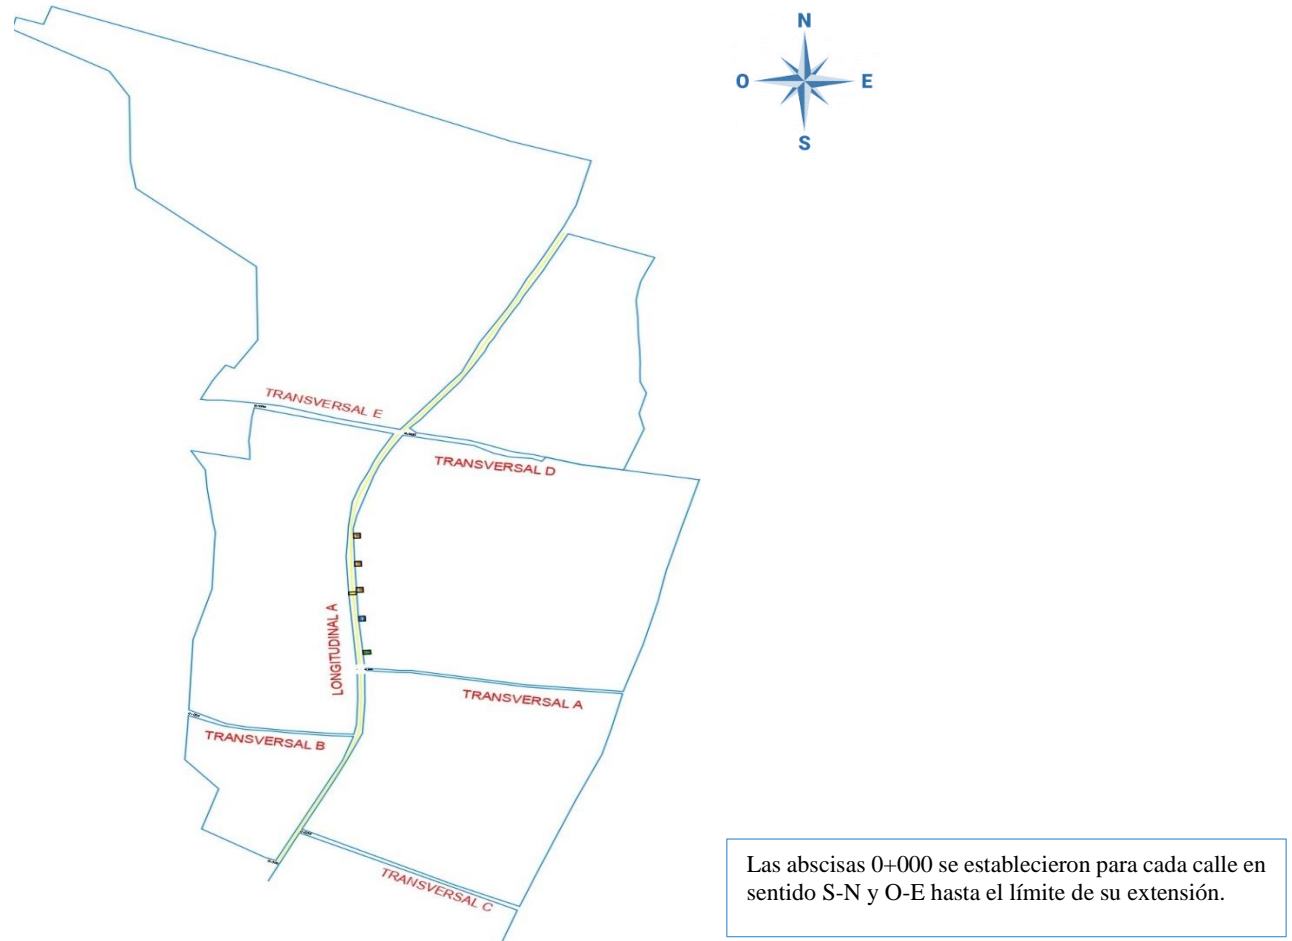 N
O
E
S
TRANSVERSAL E
TRANSVERSAL D
LONGITUDINAL A
TRANSVERSAL A
TRANSVERSAL B
TRANSVERSAL C
Las abscisas 0+000 se establecieron para cada calle en
sentido S-N y O-E hasta el límite de su extensión.